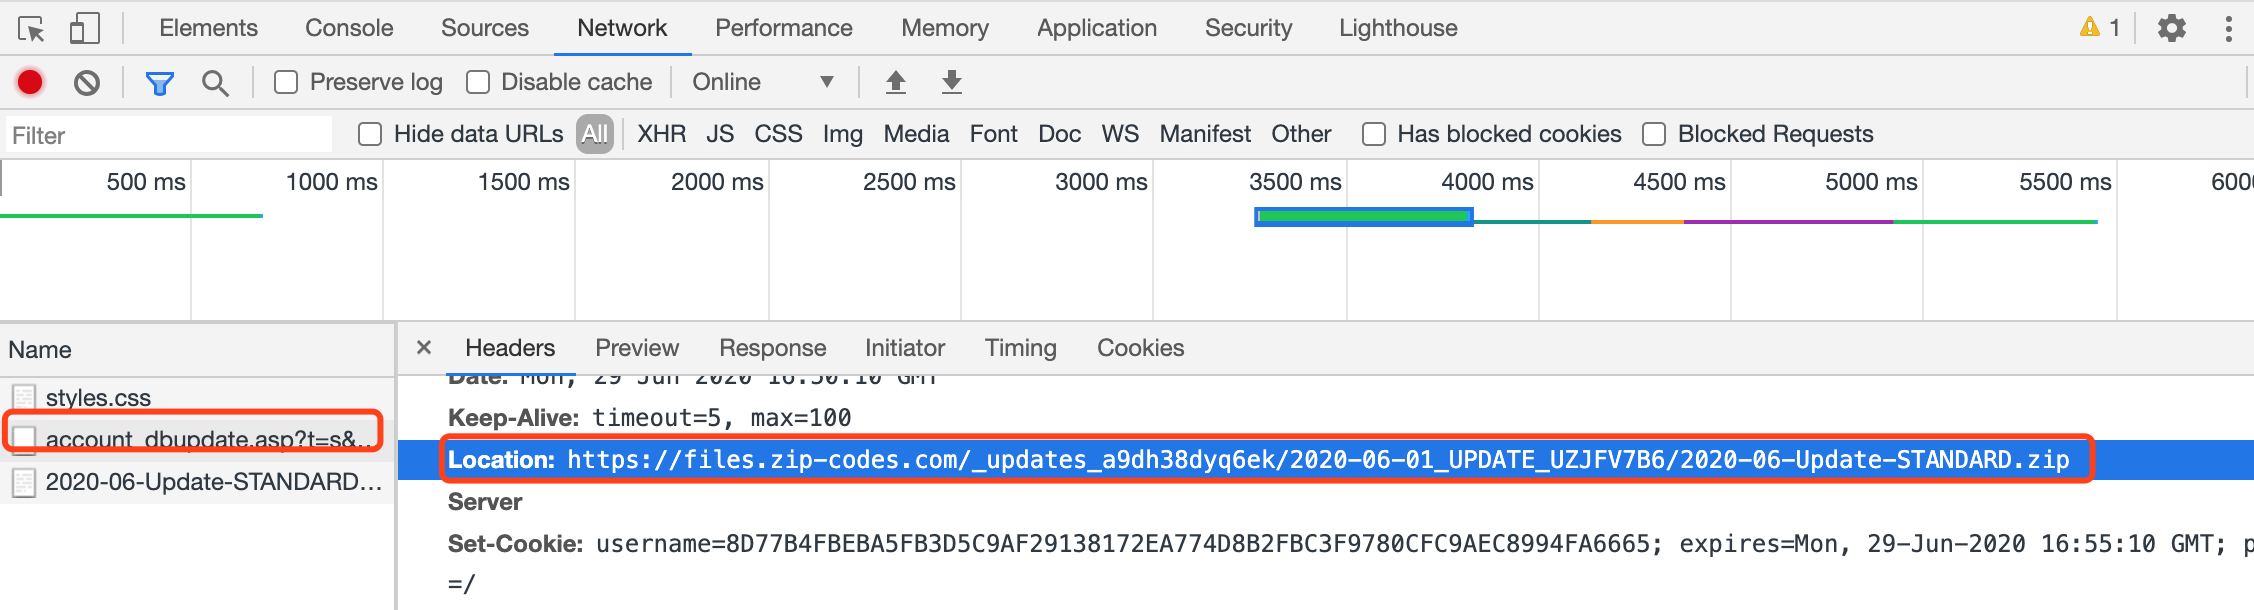 Elements Console Sources Network Performance Memory Application Security Lighthouse 1
Preserve log Disable cache Online
Filter Hide data URLs All XHR JS CSS Img Media Font Doc WS Manifest Other Has blocked cookies Blocked Requests
500 ms 1000 ms 1500 ms 2000 ms 2500 ms 3000 ms 3500 ms 4000 ms 4500 ms 5000 ms 5500 ms 6000
Name
styles.css
account_dbupdate.asp?t=s&...
2020-06-Update-STANDARD...
× Headers Preview Response Initiator Timing Cookies
Date: Mon, 29 Jun 2020 16:50:10 GMT
Keep-Alive: timeout=5, max=100
Location: https://files.zip-codes.com/_updates_a9dh38dyq6ek/2020-06-01_UPDATE_UZJFV7B6/2020-06-Update-STANDARD.zip
Server
Set-Cookie: username=8D77B4FBEBA5FB3D5C9AF29138172EA774D8B2FBC3F9780CFC9AEC8994FA6665; expires=Mon, 29-Jun-2020 16:55:10 GMT; p
=/